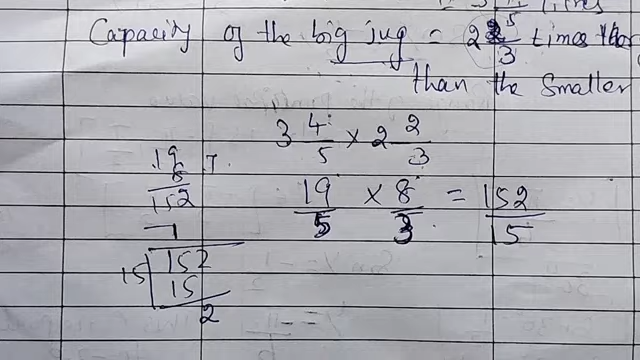 litres
Capacity of the big jug = 2 2/3 times
than the Smaller
3 4/5 × 2 2/3
19
8
152
19/5 × 8/3 = 152/15
15 152
15
2